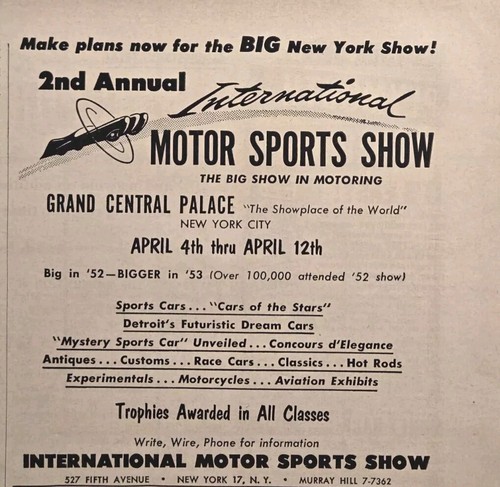 Make plans now for the BIG New York Show!
2nd Annual
International
MOTOR SPORTS SHOW
THE BIG SHOW IN MOTORING
GRAND CENTRAL PALACE "The Showplace of the World"
NEW YORK CITY
APRIL 4th thru APRIL 12th
Big in '52—BIGGER in '53 (Over 100,000 attended '52 show)
Sports Cars... "Cars of the Stars"
Detroit's Futuristic Dream Cars
"Mystery Sports Car" Unveiled... Concours d'Elegance
Antiques... Customs... Race Cars... Classics... Hot Rods
Experimentals... Motorcycles... Aviation Exhibits
Trophies Awarded in All Classes
Write, Wire, Phone for information
INTERNATIONAL MOTOR SPORTS SHOW
527 FIFTH AVENUE • NEW YORK 17, N. Y. • MURRAY HILL 7-7362